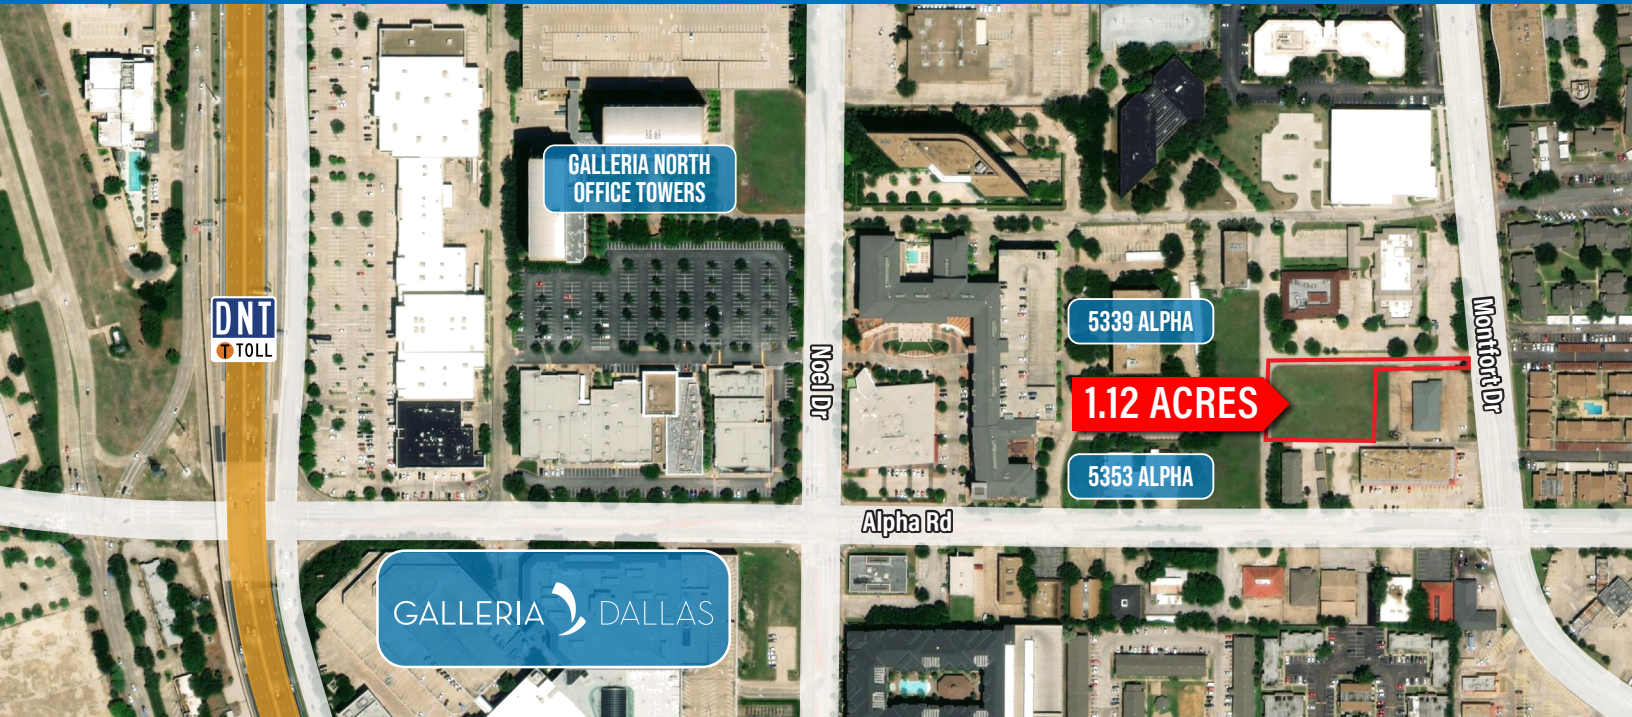 GALLERIA NORTH
OFFICE TOWERS
DNT
T TOLL
5339 ALPHA
Noel Dr
Montfort Dr
1.12 ACRES
5353 ALPHA
Alpha Rd
GALLERIA DALLAS